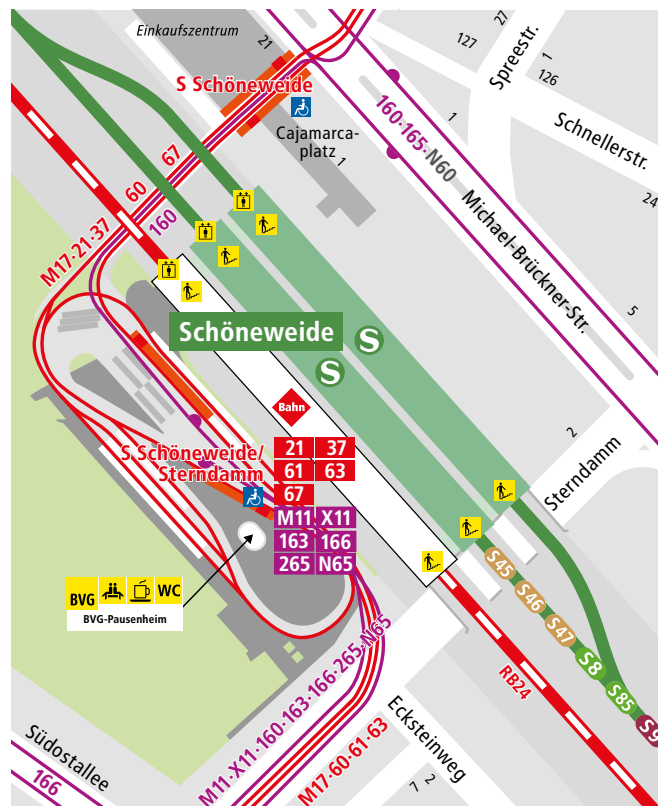 Einkaufszentrum
21
27
127
Spreestr.
1
126
S Schöneweide
Cajamarca-
platz
1
1
Schnellerstr.
24
160·165·N60
Michael-Brückner-Str.
5
67
60
160
M17·21·37
Schöneweide
S
S
Bahn
2
Sterndamm
S Schöneweide/
Sterndamm
21 37
61 63
67
M11 X11
163 166
265 N65
BVG WC
BVG-Pausenheim
S45
S46
S47
S8
S85
S9
RB24
M11·X11·160·163·166·265·N65
M17·60·61·63
Ecksteinweg
7
2
Südostallee
166